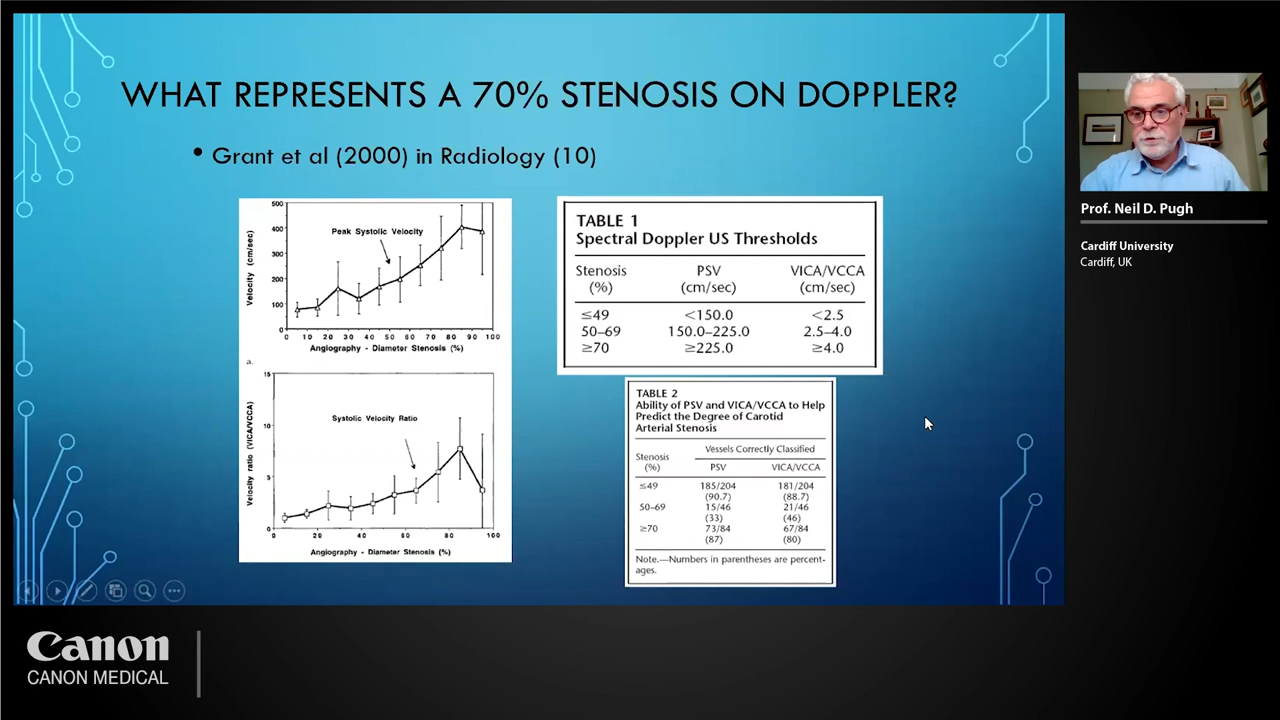 WHAT REPRESENTS A 70% STENOSIS ON DOPPLER?
• Grant et al (2000) in Radiology (10)
500
400
300
200
100
0
Velocity (cm/sec)
Peak Systolic Velocity
0 10 20 30 40 50 60 70 80 90 100
Angiography - Diameter Stenosis (%)
a.
15
10
5
0
Velocity ratio (VICA/VCCA)
Systolic Velocity Ratio
0 20 40 60 80 100
Angiography - Diameter Stenosis (%)
TABLE 1
Spectral Doppler US Thresholds
Stenosis PSV VICA/VCCA
(%) (cm/sec) (cm/sec)
≤49 <150.0 <2.5
50–69 150.0–225.0 2.5–4.0
≥70 ≥225.0 ≥4.0
TABLE 2
Ability of PSV and VICA/VCCA to Help
Predict the Degree of Carotid
Arterial Stenosis
Vessels Correctly Classified
Stenosis
(%) PSV VICA/VCCA
≤49 185/204 181/204
(90.7) (88.7)
50–69 15/46 21/46
(33) (46)
≥70 73/84 67/84
(87) (80)
Note.—Numbers in parentheses are percent-
ages.
Prof. Neil D. Pugh
Cardiff University
Cardiff, UK
Canon
CANON MEDICAL